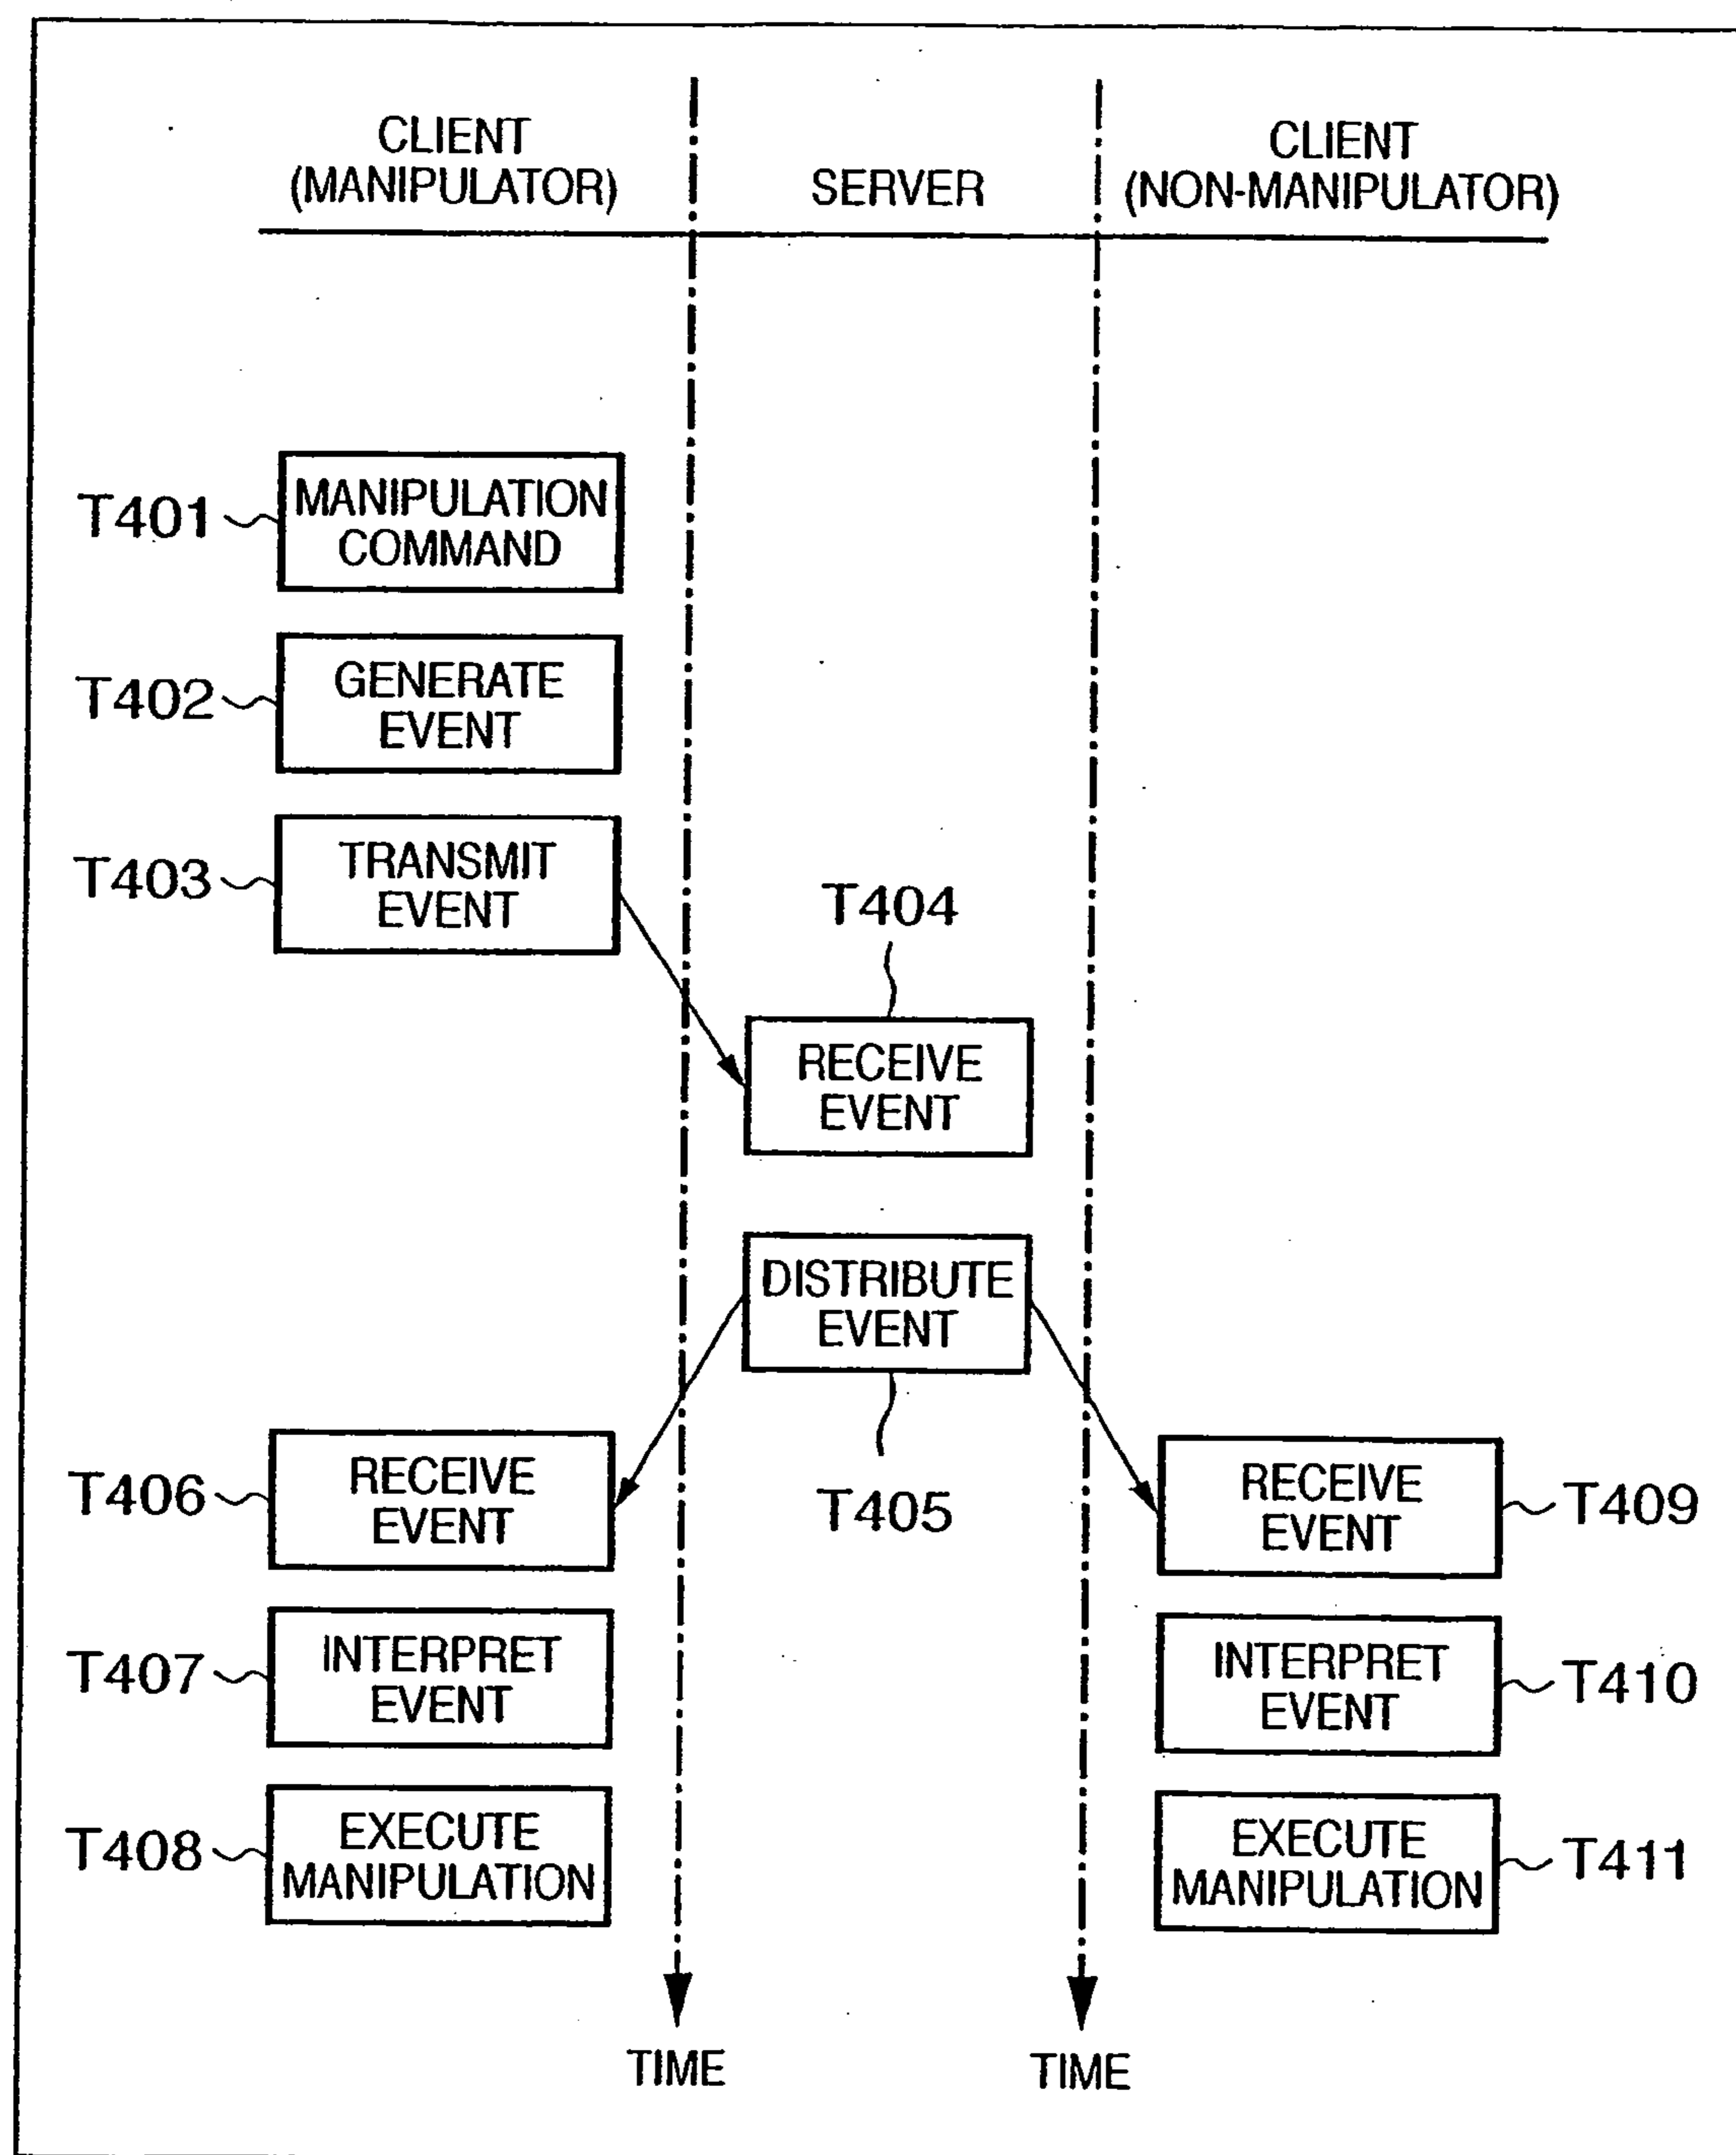 CLIENT
(MANIPULATOR)
SERVER
CLIENT
(NON-MANIPULATOR)
T401
MANIPULATION
COMMAND
T402
GENERATE
EVENT
T403
TRANSMIT
EVENT
T404
RECEIVE
EVENT
DISTRIBUTE
EVENT
T405
T406
RECEIVE
EVENT
RECEIVE
EVENT
T409
T407
INTERPRET
EVENT
INTERPRET
EVENT
T410
T408
EXECUTE
MANIPULATION
EXECUTE
MANIPULATION
T411
TIME
TIME